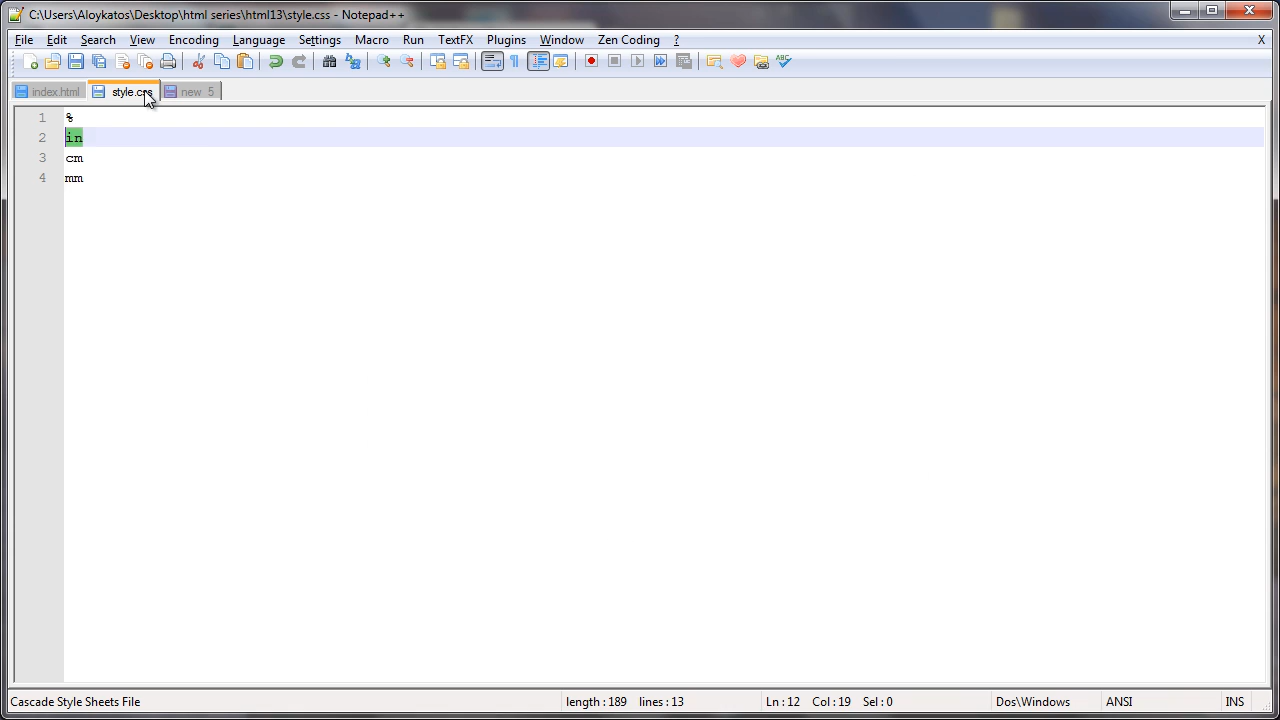 C:\Users\Aloykatos\Desktop\html series\html13\style.css - Notepad++
File Edit Search View Encoding Language Settings Macro Run TextFX Plugins Window Zen Coding ? X
index.html style.css new 5
1 %
2 in
3 cm
4 mm
Cascade Style Sheets File length : 189 lines : 13 Ln : 12 Col : 19 Sel : 0 Dos\Windows ANSI INS